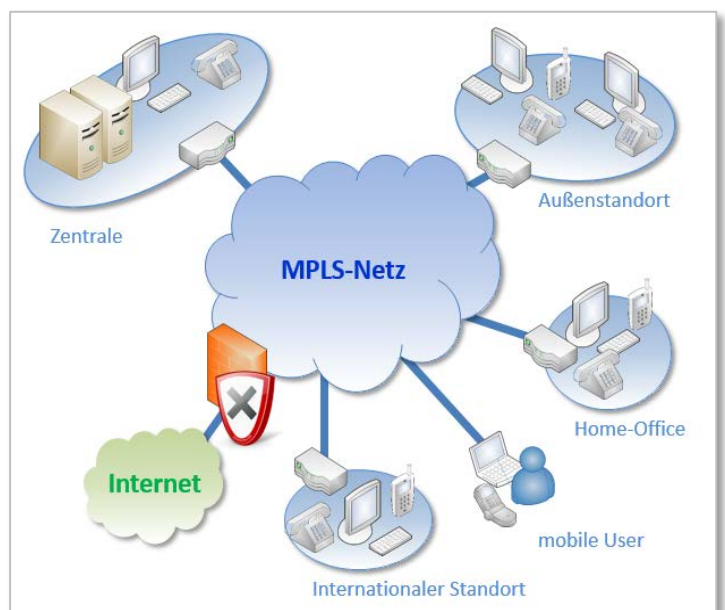 Zentrale
Außenstandort
MPLS-Netz
Home-Office
Internet
mobile User
Internationaler Standort